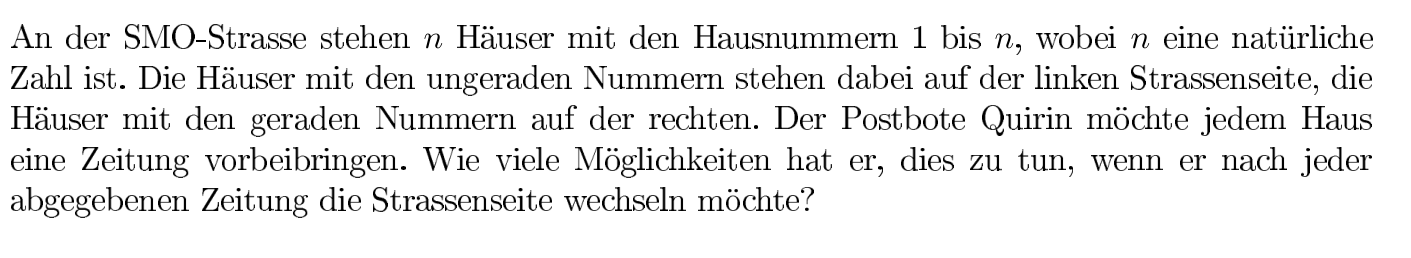 An der SMO-Strasse stehen n Häuser mit den Hausnummern 1 bis n, wobei n eine natürliche
Zahl ist. Die Häuser mit den ungeraden Nummern stehen dabei auf der linken Strassenseite, die
Häuser mit den geraden Nummern auf der rechten. Der Postbote Quirin möchte jedem Haus
eine Zeitung vorbeibringen. Wie viele Möglichkeiten hat er, dies zu tun, wenn er nach jeder
abgegebenen Zeitung die Strassenseite wechseln möchte?